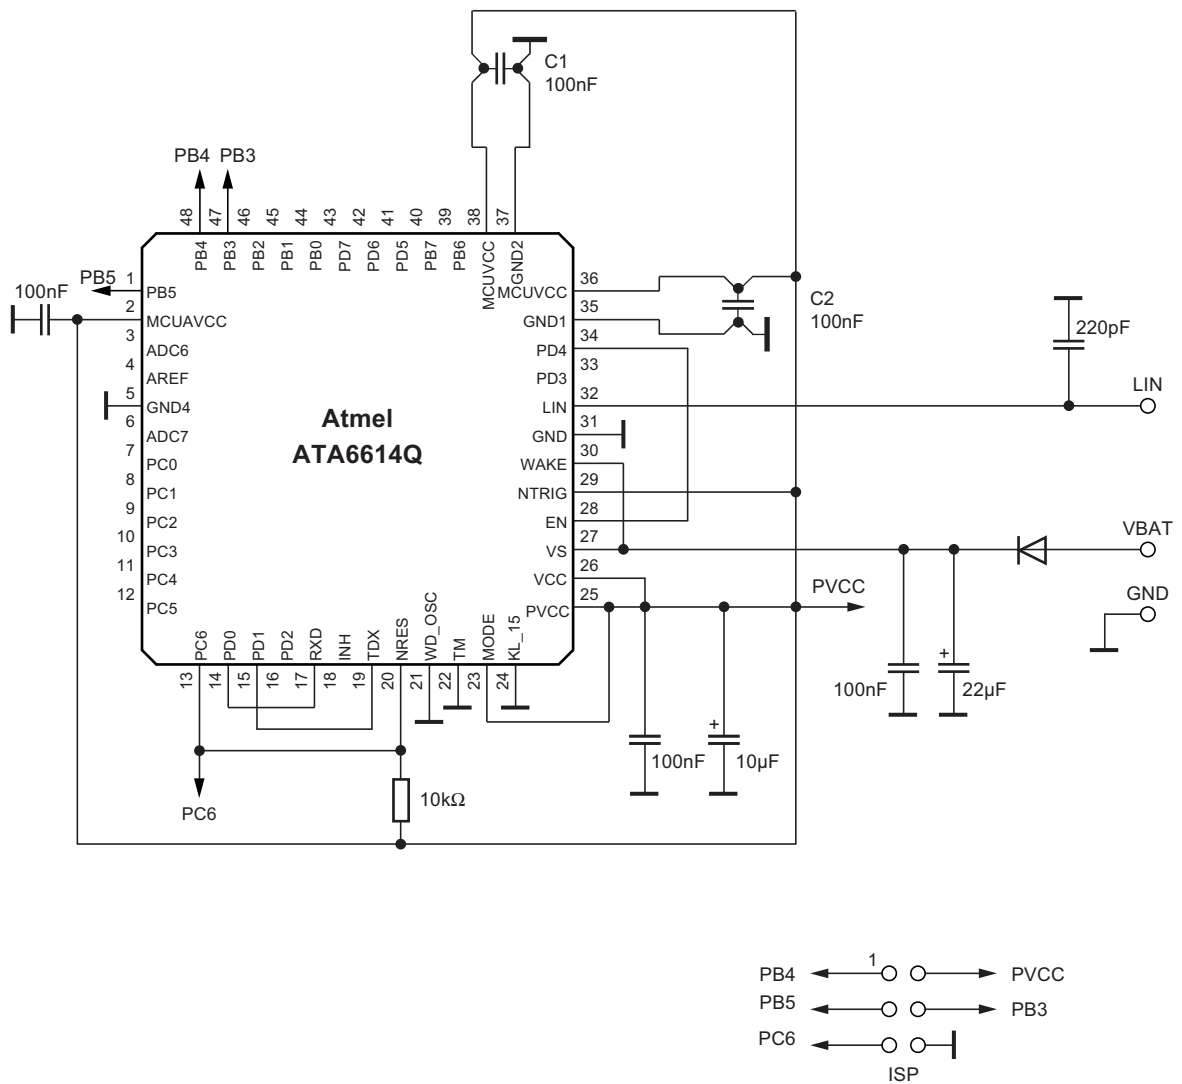 C1
100nF
PB4 PB3
48 47 46 45 44 43 42 41 40 39 38 37
PB4 PB3 PB2 PB1 PB0 PD7 PD6 PD5 PB7 PB6 MCUVCC GND2
PB5
100nF
1 PB5
2 MCUAVCC
3 ADC6
4 AREF
5 GND4
6 ADC7
7 PC0
8 PC1
9 PC2
10 PC3
11 PC4
12 PC5
Atmel
ATA6614Q
MCUVCC 36
GND1 35
PD4 34
PD3 33
LIN 32
GND 31
WAKE 30
NTRIG 29
EN 28
VS 27
VCC 26
PVCC 25
C2
100nF
220pF
LIN
VBAT
GND
PVCC
PC6 PD0 PD1 PD2 RXD INH TDX NRES WD_OSC TM MODE KL_15
13 14 15 16 17 18 19 20 21 22 23 24
100nF
+
22µF
100nF
+
10µF
10kΩ
PC6
PB4 1 PVCC
PB5 PB3
PC6
ISP